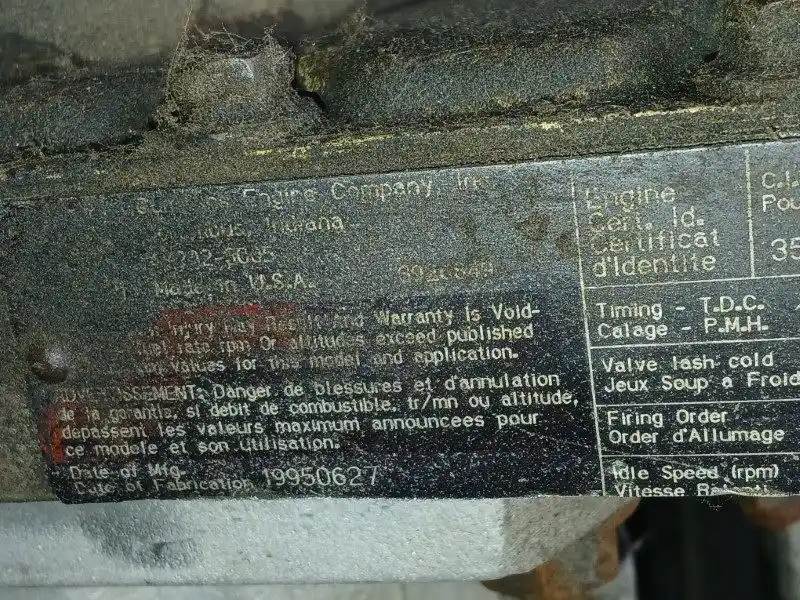 Engine Company, Inc.
Indiana
Made in U.S.A.
Injury May Result And Warranty Is Void-
rate rpm Or altitudes exceed published
values for this model and application.
AVERTISSEMENT: Danger de blessures et d'annulation
de la garantie, si debit de combustible, tr/mn ou altitude,
depassent les valeurs maximum announcees pour
ce modele et son utilisation.
Date of Mfg.
Date of Fabrication 19950627
Engine
Cert. Id.
Certificat
d'Identite
C.I.
Pou
35
Timing - T.D.C.
Calage - P.M.H.
Valve lash cold
Jeux Soup a Froid
Firing Order
Order d'Allumage
Idle Speed (rpm)
Vitesse